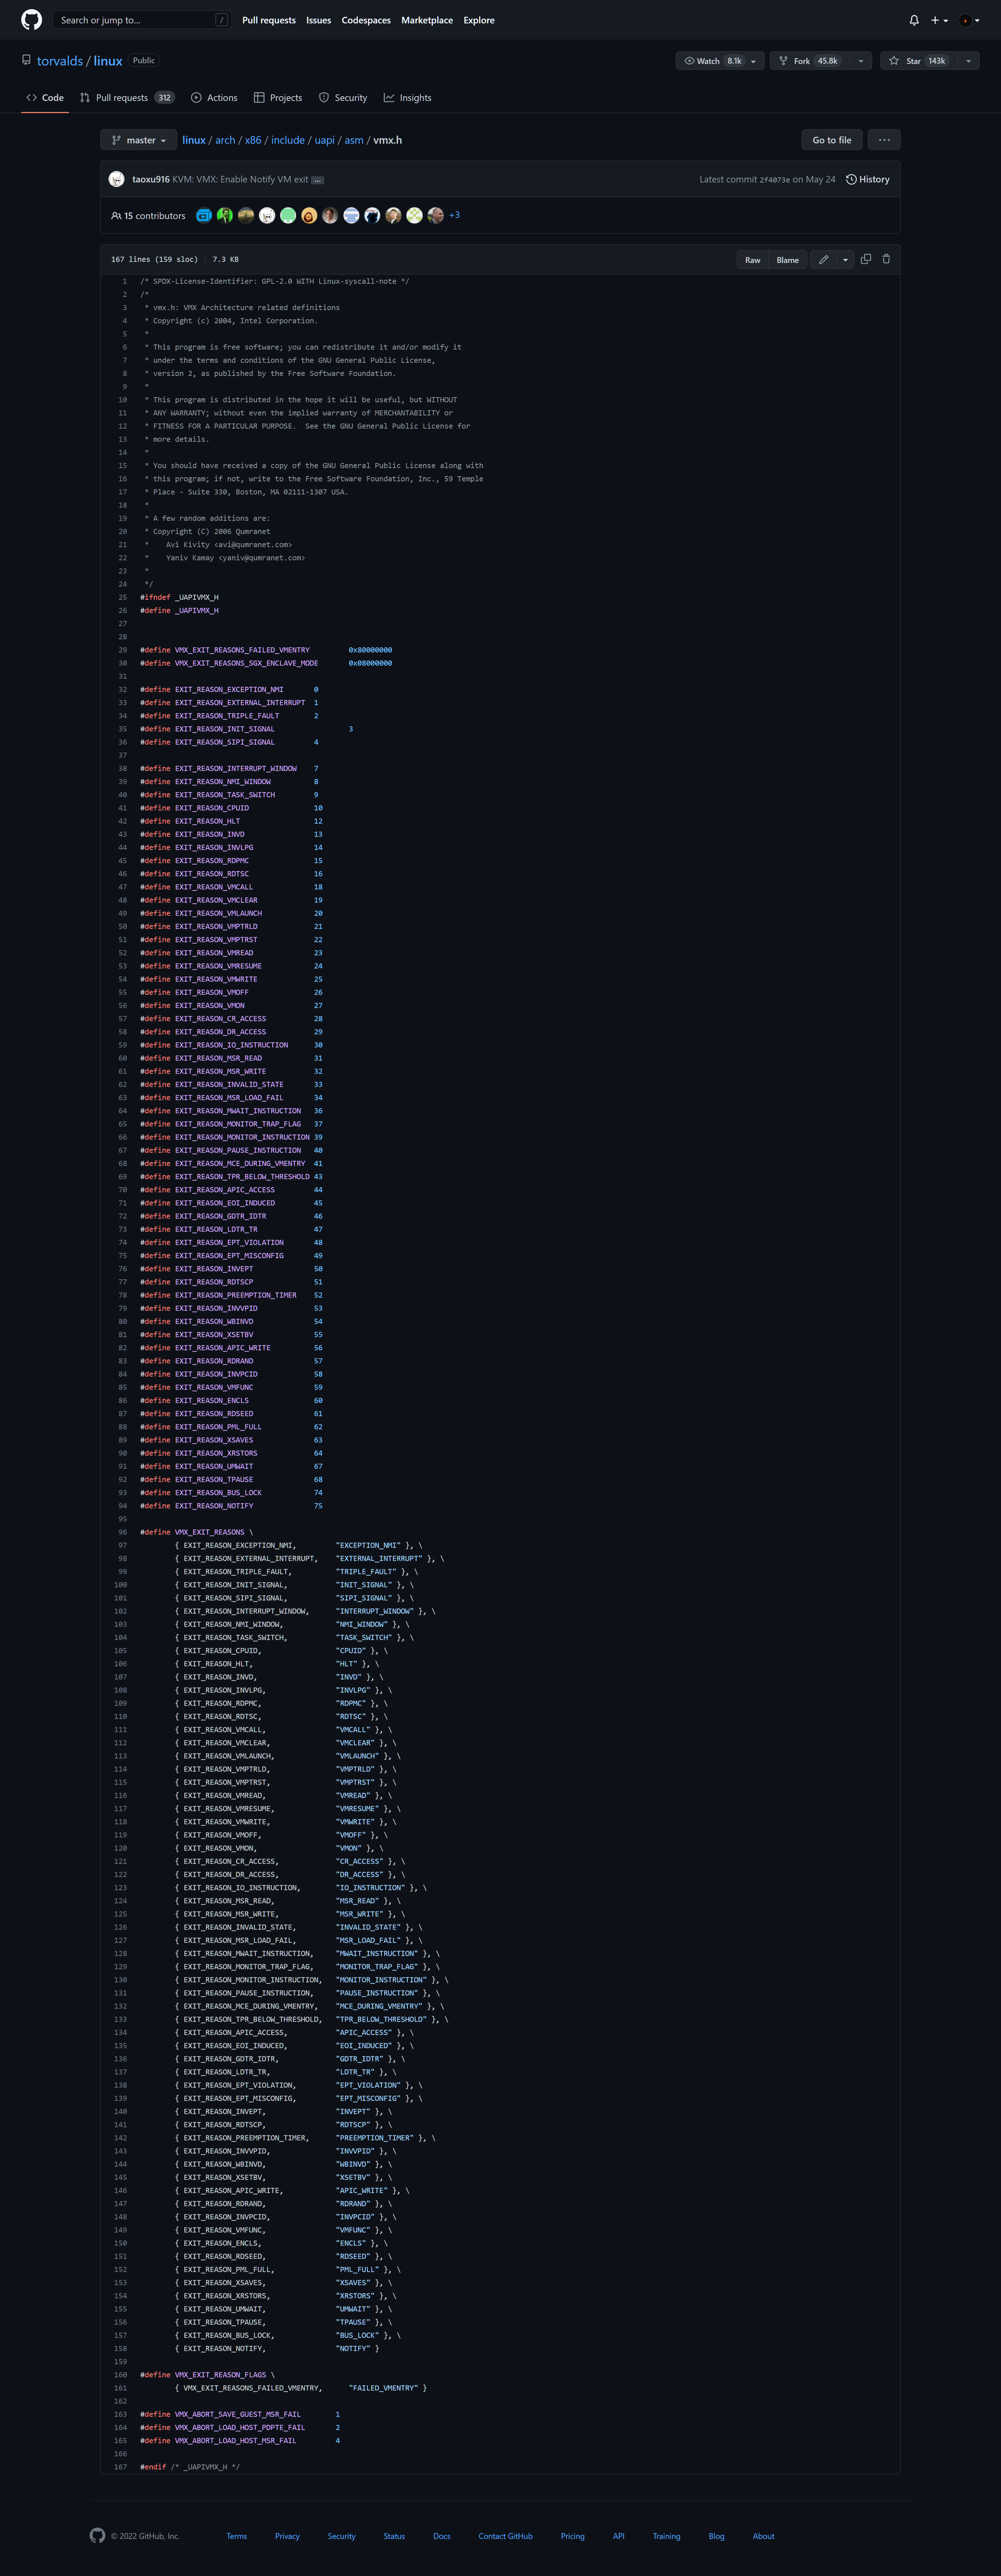 Search or jump to... / Pull requests Issues Codespaces Marketplace Explore
torvalds / linux Public Watch 8.1k Fork 45.8k Star 143k
Code Pull requests 312 Actions Projects Security Insights
master linux / arch / x86 / include / uapi / asm / vmx.h Go to file ...
taoxu916 KVM: VMX: Enable Notify VM exit ... Latest commit 2f4073e on May 24 History
15 contributors +3
167 lines (159 sloc) 7.3 KB Raw Blame
1 /* SPDX-License-Identifier: GPL-2.0 WITH Linux-syscall-note */
2 /*
3 * vmx.h: VMX Architecture related definitions
4 * Copyright (c) 2004, Intel Corporation.
5 *
6 * This program is free software; you can redistribute it and/or modify it
7 * under the terms and conditions of the GNU General Public License,
8 * version 2, as published by the Free Software Foundation.
9 *
10 * This program is distributed in the hope it will be useful, but WITHOUT
11 * ANY WARRANTY; without even the implied warranty of MERCHANTABILITY or
12 * FITNESS FOR A PARTICULAR PURPOSE.  See the GNU General Public License for
13 * more details.
14 *
15 * You should have received a copy of the GNU General Public License along with
16 * this program; if not, write to the Free Software Foundation, Inc., 59 Temple
17 * Place - Suite 330, Boston, MA 02111-1307 USA.
18 *
19 * A few random additions are:
20 * Copyright (C) 2006 Qumranet
21 *    Avi Kivity <avi@qumranet.com>
22 *    Yaniv Kamay <yaniv@qumranet.com>
23 *
24 */
25 #ifndef _UAPIVMX_H
26 #define _UAPIVMX_H
27
28
29 #define VMX_EXIT_REASONS_FAILED_VMENTRY 0x80000000
30 #define VMX_EXIT_REASONS_SGX_ENCLAVE_MODE 0x08000000
31
32 #define EXIT_REASON_EXCEPTION_NMI 0
33 #define EXIT_REASON_EXTERNAL_INTERRUPT 1
34 #define EXIT_REASON_TRIPLE_FAULT 2
35 #define EXIT_REASON_INIT_SIGNAL 3
36 #define EXIT_REASON_SIPI_SIGNAL 4
37
38 #define EXIT_REASON_INTERRUPT_WINDOW 7
39 #define EXIT_REASON_NMI_WINDOW 8
40 #define EXIT_REASON_TASK_SWITCH 9
41 #define EXIT_REASON_CPUID 10
42 #define EXIT_REASON_HLT 12
43 #define EXIT_REASON_INVD 13
44 #define EXIT_REASON_INVLPG 14
45 #define EXIT_REASON_RDPMC 15
46 #define EXIT_REASON_RDTSC 16
47 #define EXIT_REASON_VMCALL 18
48 #define EXIT_REASON_VMCLEAR 19
49 #define EXIT_REASON_VMLAUNCH 20
50 #define EXIT_REASON_VMPTRLD 21
51 #define EXIT_REASON_VMPTRST 22
52 #define EXIT_REASON_VMREAD 23
53 #define EXIT_REASON_VMRESUME 24
54 #define EXIT_REASON_VMWRITE 25
55 #define EXIT_REASON_VMOFF 26
56 #define EXIT_REASON_VMON 27
57 #define EXIT_REASON_CR_ACCESS 28
58 #define EXIT_REASON_DR_ACCESS 29
59 #define EXIT_REASON_IO_INSTRUCTION 30
60 #define EXIT_REASON_MSR_READ 31
61 #define EXIT_REASON_MSR_WRITE 32
62 #define EXIT_REASON_INVALID_STATE 33
63 #define EXIT_REASON_MSR_LOAD_FAIL 34
64 #define EXIT_REASON_MWAIT_INSTRUCTION 36
65 #define EXIT_REASON_MONITOR_TRAP_FLAG 37
66 #define EXIT_REASON_MONITOR_INSTRUCTION 39
67 #define EXIT_REASON_PAUSE_INSTRUCTION 40
68 #define EXIT_REASON_MCE_DURING_VMENTRY 41
69 #define EXIT_REASON_TPR_BELOW_THRESHOLD 43
70 #define EXIT_REASON_APIC_ACCESS 44
71 #define EXIT_REASON_EOI_INDUCED 45
72 #define EXIT_REASON_GDTR_IDTR 46
73 #define EXIT_REASON_LDTR_TR 47
74 #define EXIT_REASON_EPT_VIOLATION 48
75 #define EXIT_REASON_EPT_MISCONFIG 49
76 #define EXIT_REASON_INVEPT 50
77 #define EXIT_REASON_RDTSCP 51
78 #define EXIT_REASON_PREEMPTION_TIMER 52
79 #define EXIT_REASON_INVVPID 53
80 #define EXIT_REASON_WBINVD 54
81 #define EXIT_REASON_XSETBV 55
82 #define EXIT_REASON_APIC_WRITE 56
83 #define EXIT_REASON_RDRAND 57
84 #define EXIT_REASON_INVPCID 58
85 #define EXIT_REASON_VMFUNC 59
86 #define EXIT_REASON_ENCLS 60
87 #define EXIT_REASON_RDSEED 61
88 #define EXIT_REASON_PML_FULL 62
89 #define EXIT_REASON_XSAVES 63
90 #define EXIT_REASON_XRSTORS 64
91 #define EXIT_REASON_UMWAIT 67
92 #define EXIT_REASON_TPAUSE 68
93 #define EXIT_REASON_BUS_LOCK 74
94 #define EXIT_REASON_NOTIFY 75
95
96 #define VMX_EXIT_REASONS \
97 { EXIT_REASON_EXCEPTION_NMI, "EXCEPTION_NMI" }, \
98 { EXIT_REASON_EXTERNAL_INTERRUPT, "EXTERNAL_INTERRUPT" }, \
99 { EXIT_REASON_TRIPLE_FAULT, "TRIPLE_FAULT" }, \
100 { EXIT_REASON_INIT_SIGNAL, "INIT_SIGNAL" }, \
101 { EXIT_REASON_SIPI_SIGNAL, "SIPI_SIGNAL" }, \
102 { EXIT_REASON_INTERRUPT_WINDOW, "INTERRUPT_WINDOW" }, \
103 { EXIT_REASON_NMI_WINDOW, "NMI_WINDOW" }, \
104 { EXIT_REASON_TASK_SWITCH, "TASK_SWITCH" }, \
105 { EXIT_REASON_CPUID, "CPUID" }, \
106 { EXIT_REASON_HLT, "HLT" }, \
107 { EXIT_REASON_INVD, "INVD" }, \
108 { EXIT_REASON_INVLPG, "INVLPG" }, \
109 { EXIT_REASON_RDPMC, "RDPMC" }, \
110 { EXIT_REASON_RDTSC, "RDTSC" }, \
111 { EXIT_REASON_VMCALL, "VMCALL" }, \
112 { EXIT_REASON_VMCLEAR, "VMCLEAR" }, \
113 { EXIT_REASON_VMLAUNCH, "VMLAUNCH" }, \
114 { EXIT_REASON_VMPTRLD, "VMPTRLD" }, \
115 { EXIT_REASON_VMPTRST, "VMPTRST" }, \
116 { EXIT_REASON_VMREAD, "VMREAD" }, \
117 { EXIT_REASON_VMRESUME, "VMRESUME" }, \
118 { EXIT_REASON_VMWRITE, "VMWRITE" }, \
119 { EXIT_REASON_VMOFF, "VMOFF" }, \
120 { EXIT_REASON_VMON, "VMON" }, \
121 { EXIT_REASON_CR_ACCESS, "CR_ACCESS" }, \
122 { EXIT_REASON_DR_ACCESS, "DR_ACCESS" }, \
123 { EXIT_REASON_IO_INSTRUCTION, "IO_INSTRUCTION" }, \
124 { EXIT_REASON_MSR_READ, "MSR_READ" }, \
125 { EXIT_REASON_MSR_WRITE, "MSR_WRITE" }, \
126 { EXIT_REASON_INVALID_STATE, "INVALID_STATE" }, \
127 { EXIT_REASON_MSR_LOAD_FAIL, "MSR_LOAD_FAIL" }, \
128 { EXIT_REASON_MWAIT_INSTRUCTION, "MWAIT_INSTRUCTION" }, \
129 { EXIT_REASON_MONITOR_TRAP_FLAG, "MONITOR_TRAP_FLAG" }, \
130 { EXIT_REASON_MONITOR_INSTRUCTION, "MONITOR_INSTRUCTION" }, \
131 { EXIT_REASON_PAUSE_INSTRUCTION, "PAUSE_INSTRUCTION" }, \
132 { EXIT_REASON_MCE_DURING_VMENTRY, "MCE_DURING_VMENTRY" }, \
133 { EXIT_REASON_TPR_BELOW_THRESHOLD, "TPR_BELOW_THRESHOLD" }, \
134 { EXIT_REASON_APIC_ACCESS, "APIC_ACCESS" }, \
135 { EXIT_REASON_EOI_INDUCED, "EOI_INDUCED" }, \
136 { EXIT_REASON_GDTR_IDTR, "GDTR_IDTR" }, \
137 { EXIT_REASON_LDTR_TR, "LDTR_TR" }, \
138 { EXIT_REASON_EPT_VIOLATION, "EPT_VIOLATION" }, \
139 { EXIT_REASON_EPT_MISCONFIG, "EPT_MISCONFIG" }, \
140 { EXIT_REASON_INVEPT, "INVEPT" }, \
141 { EXIT_REASON_RDTSCP, "RDTSCP" }, \
142 { EXIT_REASON_PREEMPTION_TIMER, "PREEMPTION_TIMER" }, \
143 { EXIT_REASON_INVVPID, "INVVPID" }, \
144 { EXIT_REASON_WBINVD, "WBINVD" }, \
145 { EXIT_REASON_XSETBV, "XSETBV" }, \
146 { EXIT_REASON_APIC_WRITE, "APIC_WRITE" }, \
147 { EXIT_REASON_RDRAND, "RDRAND" }, \
148 { EXIT_REASON_INVPCID, "INVPCID" }, \
149 { EXIT_REASON_VMFUNC, "VMFUNC" }, \
150 { EXIT_REASON_ENCLS, "ENCLS" }, \
151 { EXIT_REASON_RDSEED, "RDSEED" }, \
152 { EXIT_REASON_PML_FULL, "PML_FULL" }, \
153 { EXIT_REASON_XSAVES, "XSAVES" }, \
154 { EXIT_REASON_XRSTORS, "XRSTORS" }, \
155 { EXIT_REASON_UMWAIT, "UMWAIT" }, \
156 { EXIT_REASON_TPAUSE, "TPAUSE" }, \
157 { EXIT_REASON_BUS_LOCK, "BUS_LOCK" }, \
158 { EXIT_REASON_NOTIFY, "NOTIFY" }
159
160 #define VMX_EXIT_REASON_FLAGS \
161 { VMX_EXIT_REASONS_FAILED_VMENTRY, "FAILED_VMENTRY" }
162
163 #define VMX_ABORT_SAVE_GUEST_MSR_FAIL 1
164 #define VMX_ABORT_LOAD_HOST_PDPTE_FAIL 2
165 #define VMX_ABORT_LOAD_HOST_MSR_FAIL 4
166
167 #endif /* _UAPIVMX_H */
© 2022 GitHub, Inc. Terms Privacy Security Status Docs Contact GitHub Pricing API Training Blog About